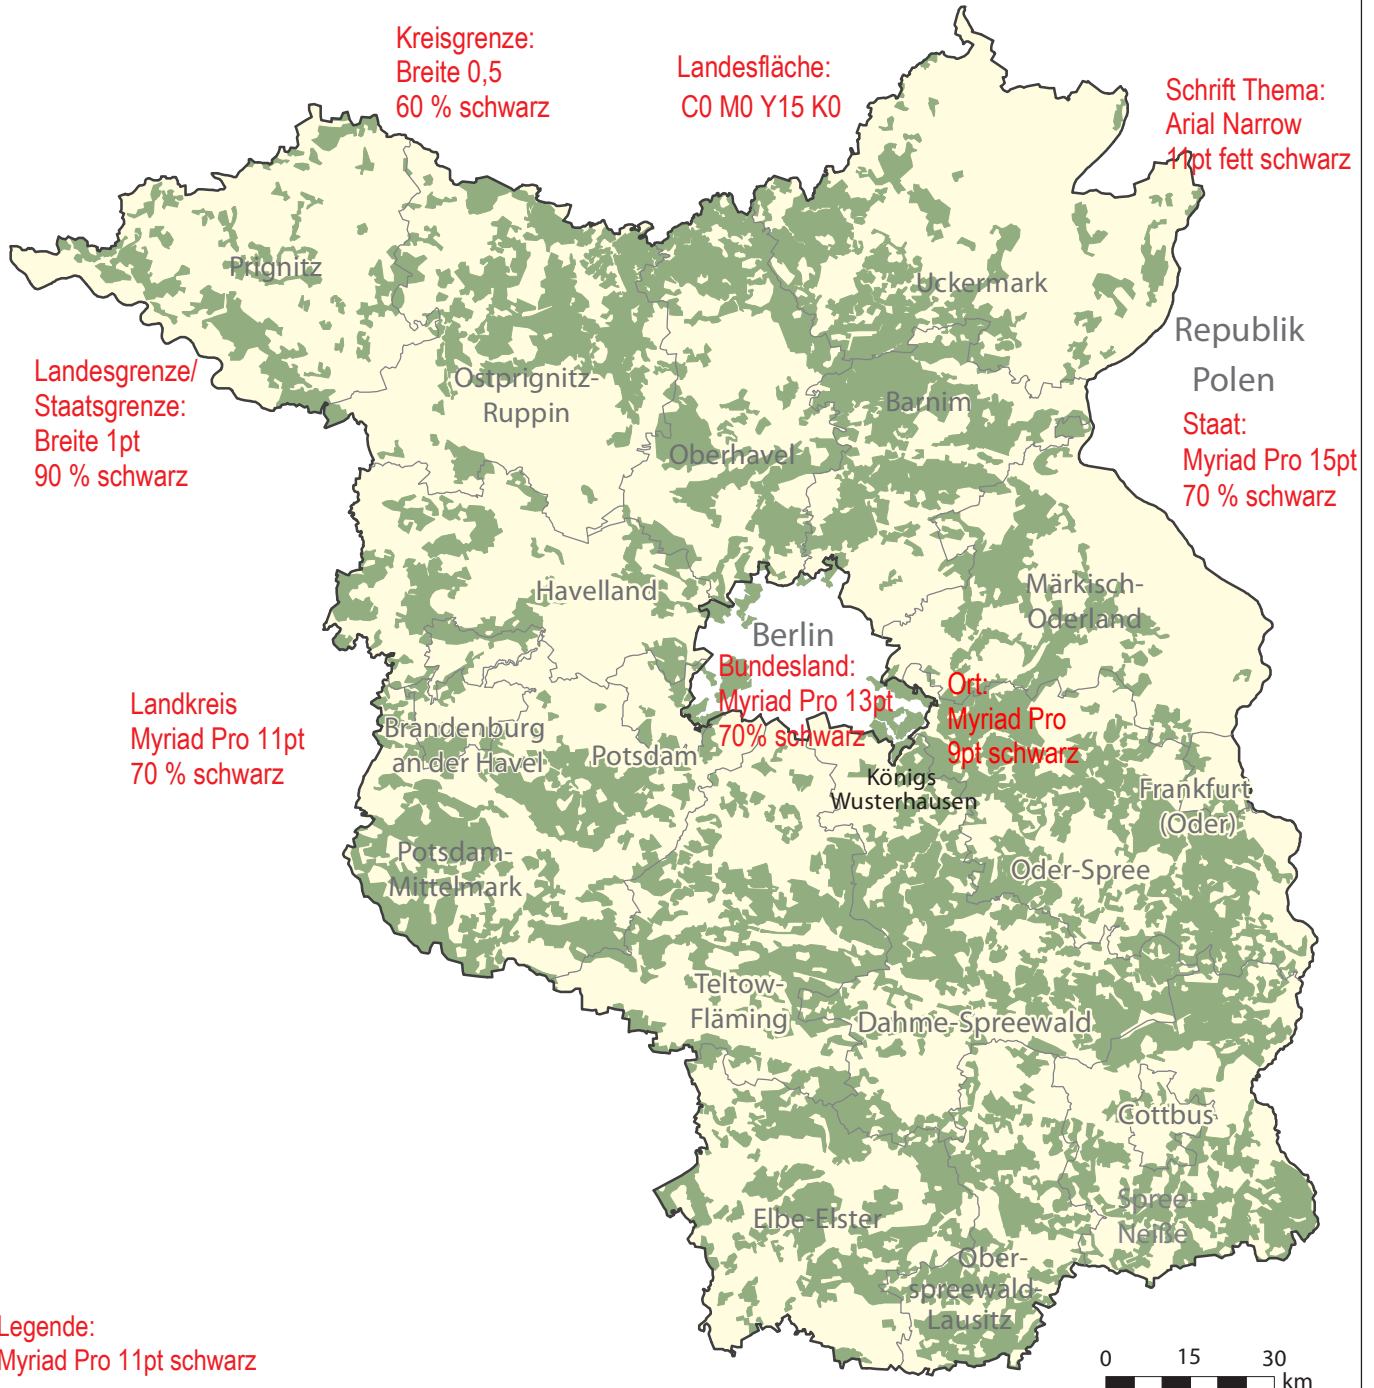 Kreisgrenze:
Breite 0,5
60 % schwarz
Landesfläche:
C0 M0 Y15 K0
Schrift Thema:
Arial Narrow
11pt fett schwarz
Prignitz
Uckermark
Republik
Polen
Landesgrenze/
Staatsgrenze:
Breite 1pt
90 % schwarz
Ostprignitz-
Ruppin
Barnim
Staat:
Myriad Pro 15pt
70 % schwarz
Oberhavel
Havelland
Märkisch-
Oderland
Berlin
Bundesland:
Myriad Pro 13pt
70% schwarz
Ort:
Myriad Pro
9pt schwarz
Landkreis
Myriad Pro 11pt
70 % schwarz
Brandenburg
an der Havel
Potsdam
Königs
Wusterhausen
Frankfurt
(Oder)
Potsdam-
Mittelmark
Oder-Spree
Teltow-
Fläming
Dahme-Spreewald
Cottbus
Elbe-Elster
Spree-
Neiße
Ober-
spreewald-
Lausitz
Legende:
Myriad Pro 11pt schwarz
0 15 30
km